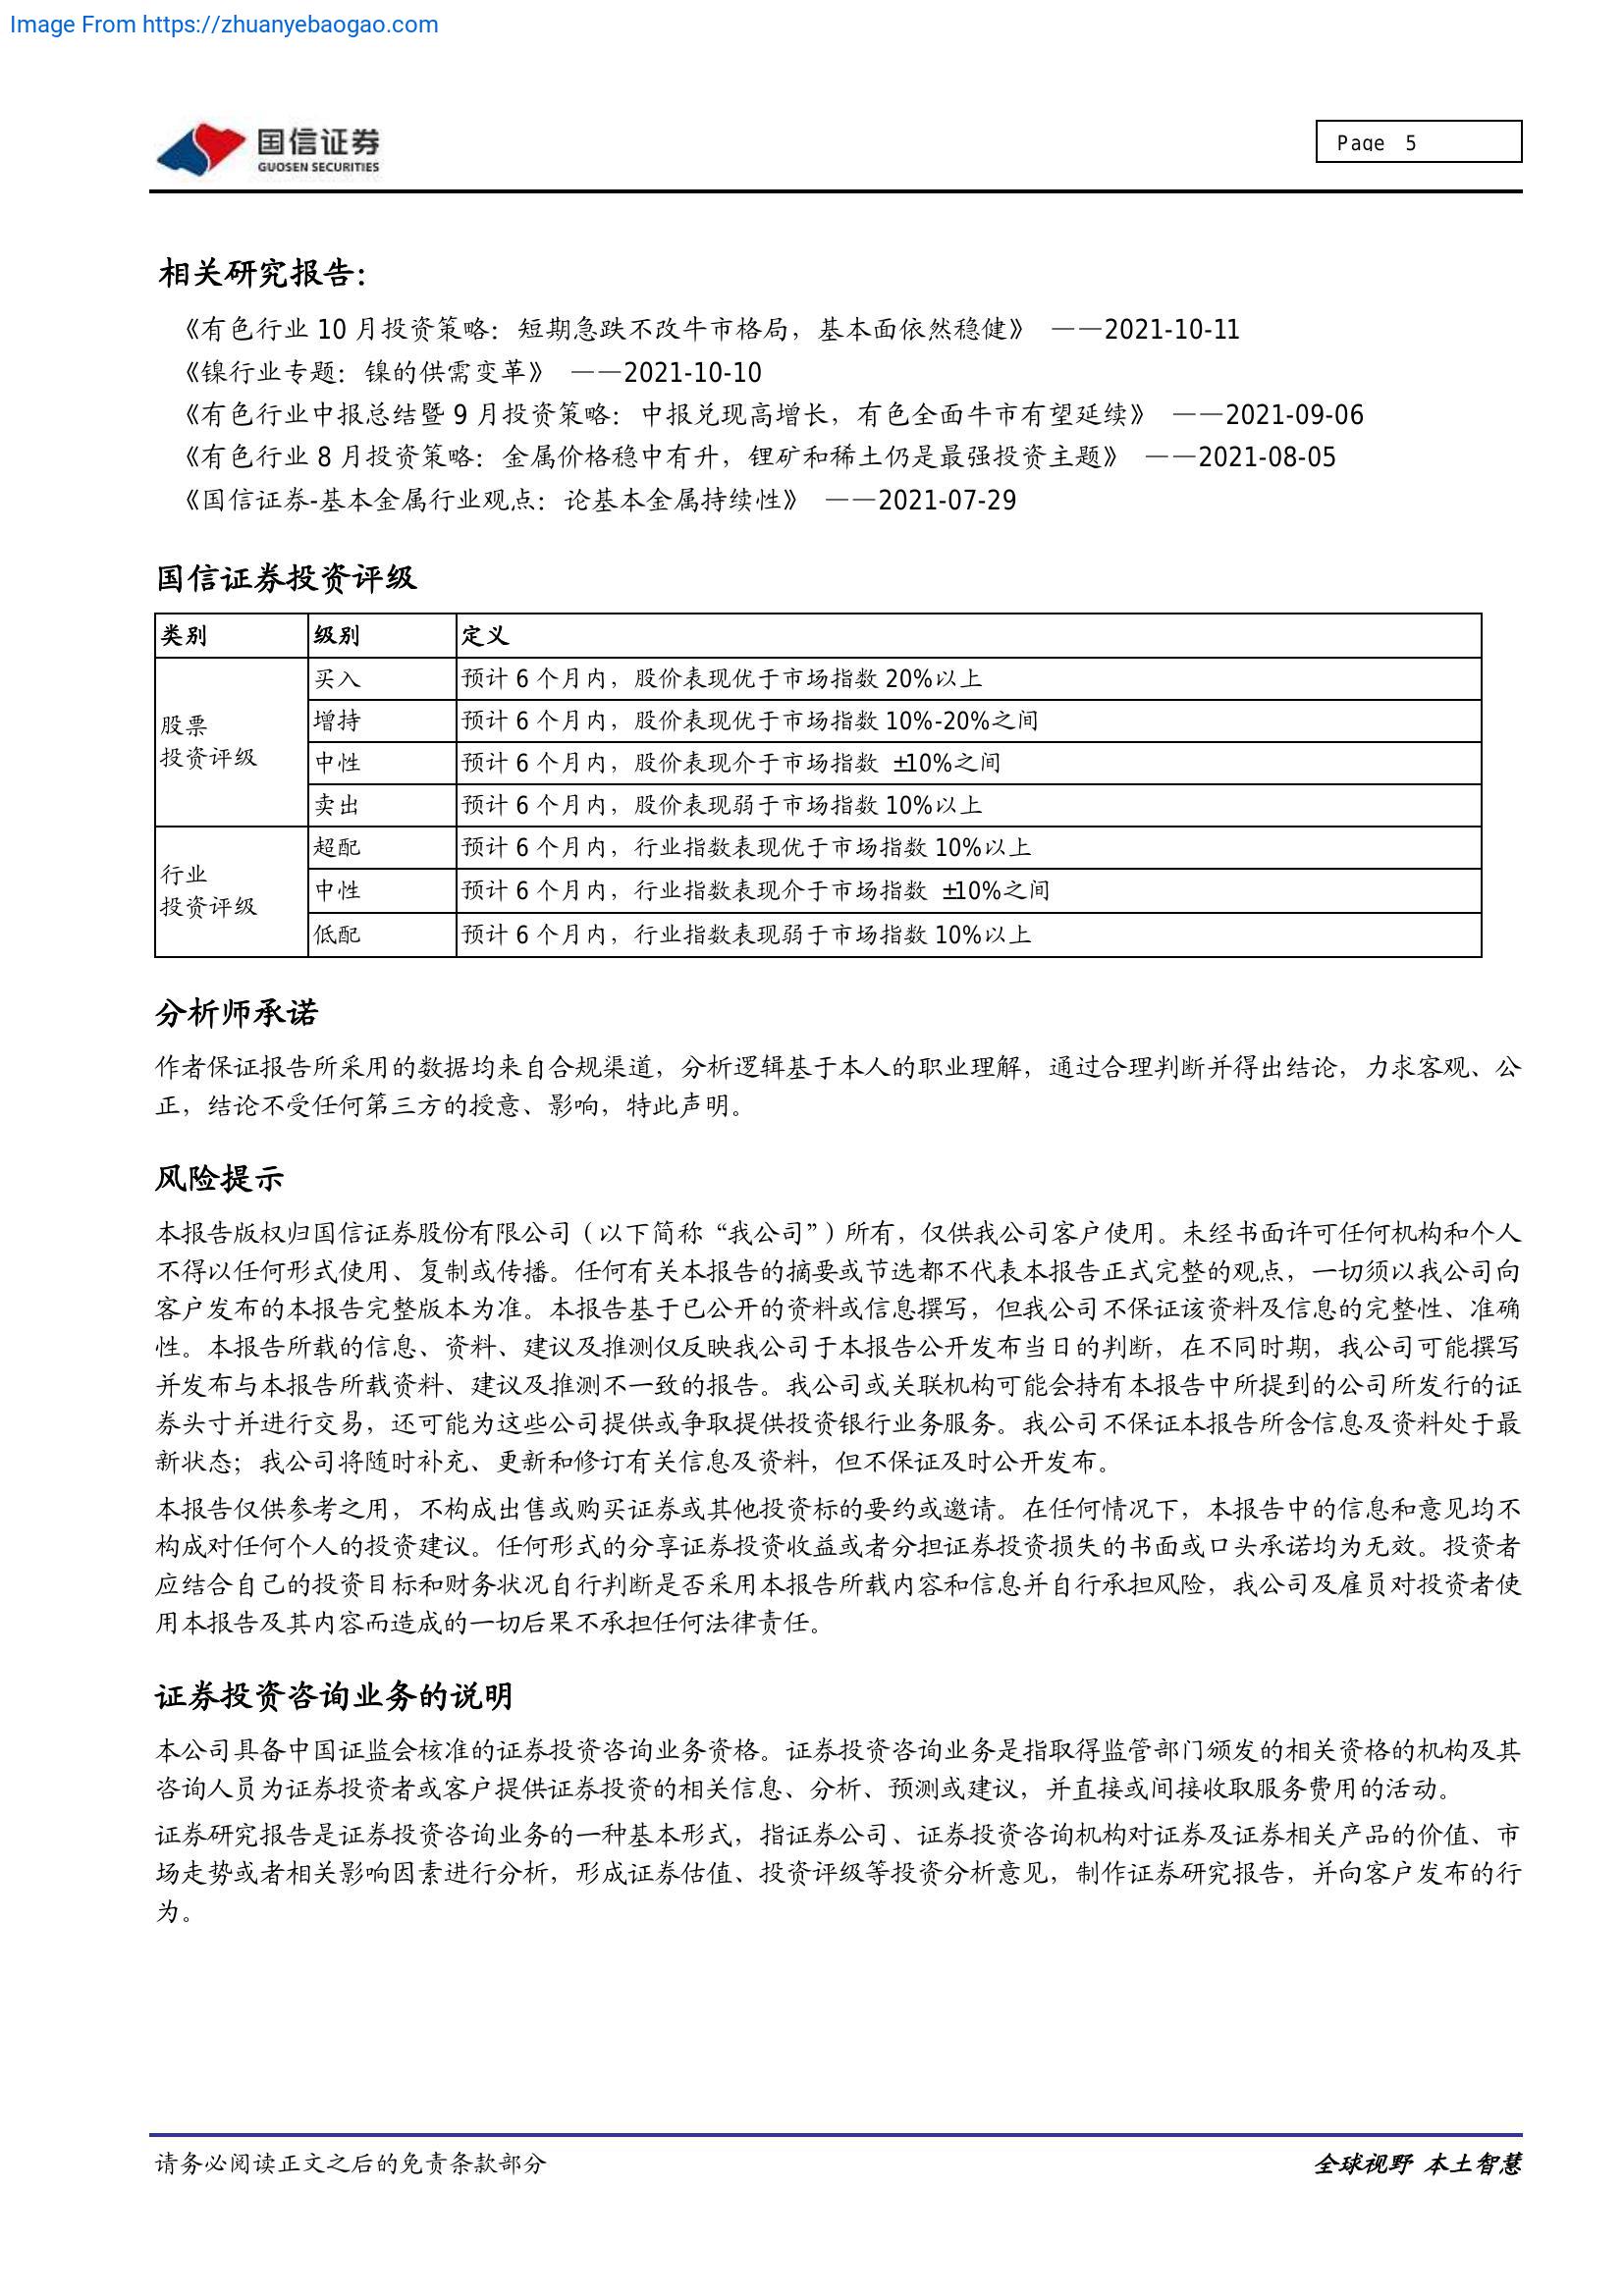 Image From https://zhuanyebaogao.com
国信证券
GUOSEN SECURITIES
Page 5
相关研究报告：
《有色行业 10 月投资策略：短期急跌不改牛市格局，基本面依然稳健》 ——2021-10-11
《镍行业专题：镍的供需变革》 ——2021-10-10
《有色行业中报总结暨 9 月投资策略：中报兑现高增长，有色全面牛市有望延续》 ——2021-09-06
《有色行业 8 月投资策略：金属价格稳中有升，锂矿和稀土仍是最强投资主题》 ——2021-08-05
《国信证券-基本金属行业观点：论基本金属持续性》 ——2021-07-29
国信证券投资评级
类别 级别 定义
股票
投资评级
买入 预计 6 个月内，股价表现优于市场指数 20%以上
增持 预计 6 个月内，股价表现优于市场指数 10%-20%之间
中性 预计 6 个月内，股价表现介于市场指数 ±10%之间
卖出 预计 6 个月内，股价表现弱于市场指数 10%以上
行业
投资评级
超配 预计 6 个月内，行业指数表现优于市场指数 10%以上
中性 预计 6 个月内，行业指数表现介于市场指数 ±10%之间
低配 预计 6 个月内，行业指数表现弱于市场指数 10%以上
分析师承诺
作者保证报告所采用的数据均来自合规渠道，分析逻辑基于本人的职业理解，通过合理判断并得出结论，力求客观、公
正，结论不受任何第三方的授意、影响，特此声明。
风险提示
本报告版权归国信证券股份有限公司（以下简称“我公司”）所有，仅供我公司客户使用。未经书面许可任何机构和个人
不得以任何形式使用、复制或传播。任何有关本报告的摘要或节选都不代表本报告正式完整的观点，一切须以我公司向
客户发布的本报告完整版本为准。本报告基于已公开的资料或信息撰写，但我公司不保证该资料及信息的完整性、准确
性。本报告所载的信息、资料、建议及推测仅反映我公司于本报告公开发布当日的判断，在不同时期，我公司可能撰写
并发布与本报告所载资料、建议及推测不一致的报告。我公司或关联机构可能会持有本报告中所提到的公司所发行的证
券头寸并进行交易，还可能为这些公司提供或争取提供投资银行业务服务。我公司不保证本报告所含信息及资料处于最
新状态；我公司将随时补充、更新和修订有关信息及资料，但不保证及时公开发布。
本报告仅供参考之用，不构成出售或购买证券或其他投资标的要约或邀请。在任何情况下，本报告中的信息和意见均不
构成对任何个人的投资建议。任何形式的分享证券投资收益或者分担证券投资损失的书面或口头承诺均为无效。投资者
应结合自己的投资目标和财务状况自行判断是否采用本报告所载内容和信息并自行承担风险，我公司及雇员对投资者使
用本报告及其内容而造成的一切后果不承担任何法律责任。
证券投资咨询业务的说明
本公司具备中国证监会核准的证券投资咨询业务资格。证券投资咨询业务是指取得监管部门颁发的相关资格的机构及其
咨询人员为证券投资者或客户提供证券投资的相关信息、分析、预测或建议，并直接或间接收取服务费用的活动。
证券研究报告是证券投资咨询业务的一种基本形式，指证券公司、证券投资咨询机构对证券及证券相关产品的价值、市
场走势或者相关影响因素进行分析，形成证券估值、投资评级等投资分析意见，制作证券研究报告，并向客户发布的行
为。
请务必阅读正文之后的免责条款部分
全球视野 本土智慧